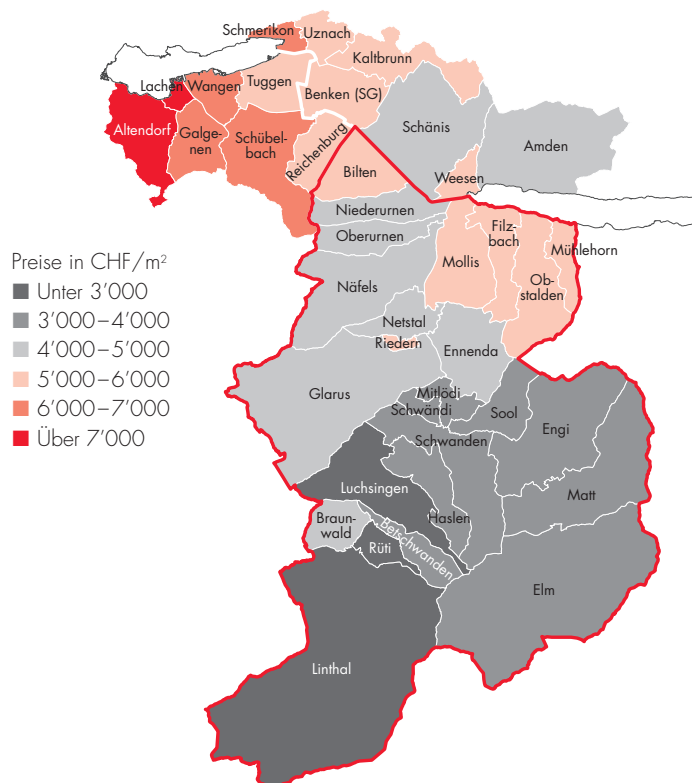 Schmerikon
Uznach
Kaltbrunn
Lachen
Wangen
Tuggen
Benken (SG)
Altendorf
Galge-
nen
Schübel-
bach
Reichenburg
Schänis
Amden
Bilten
Weesen
Niederurnen
Oberurnen
Filz-
bach
Mühlehorn
Mollis
Ob-
stalden
Näfels
Netstal
Riedern
Ennenda
Glarus
Mitlödi
Schwändi
Sool
Engi
Schwanden
Luchsingen
Matt
Haslen
Braun-
wald
Betschwanden
Rüti
Elm
Linthal
Preise in CHF/m²
Unter 3’000
3’000–4’000
4’000–5’000
5’000–6’000
6’000–7’000
Über 7’000